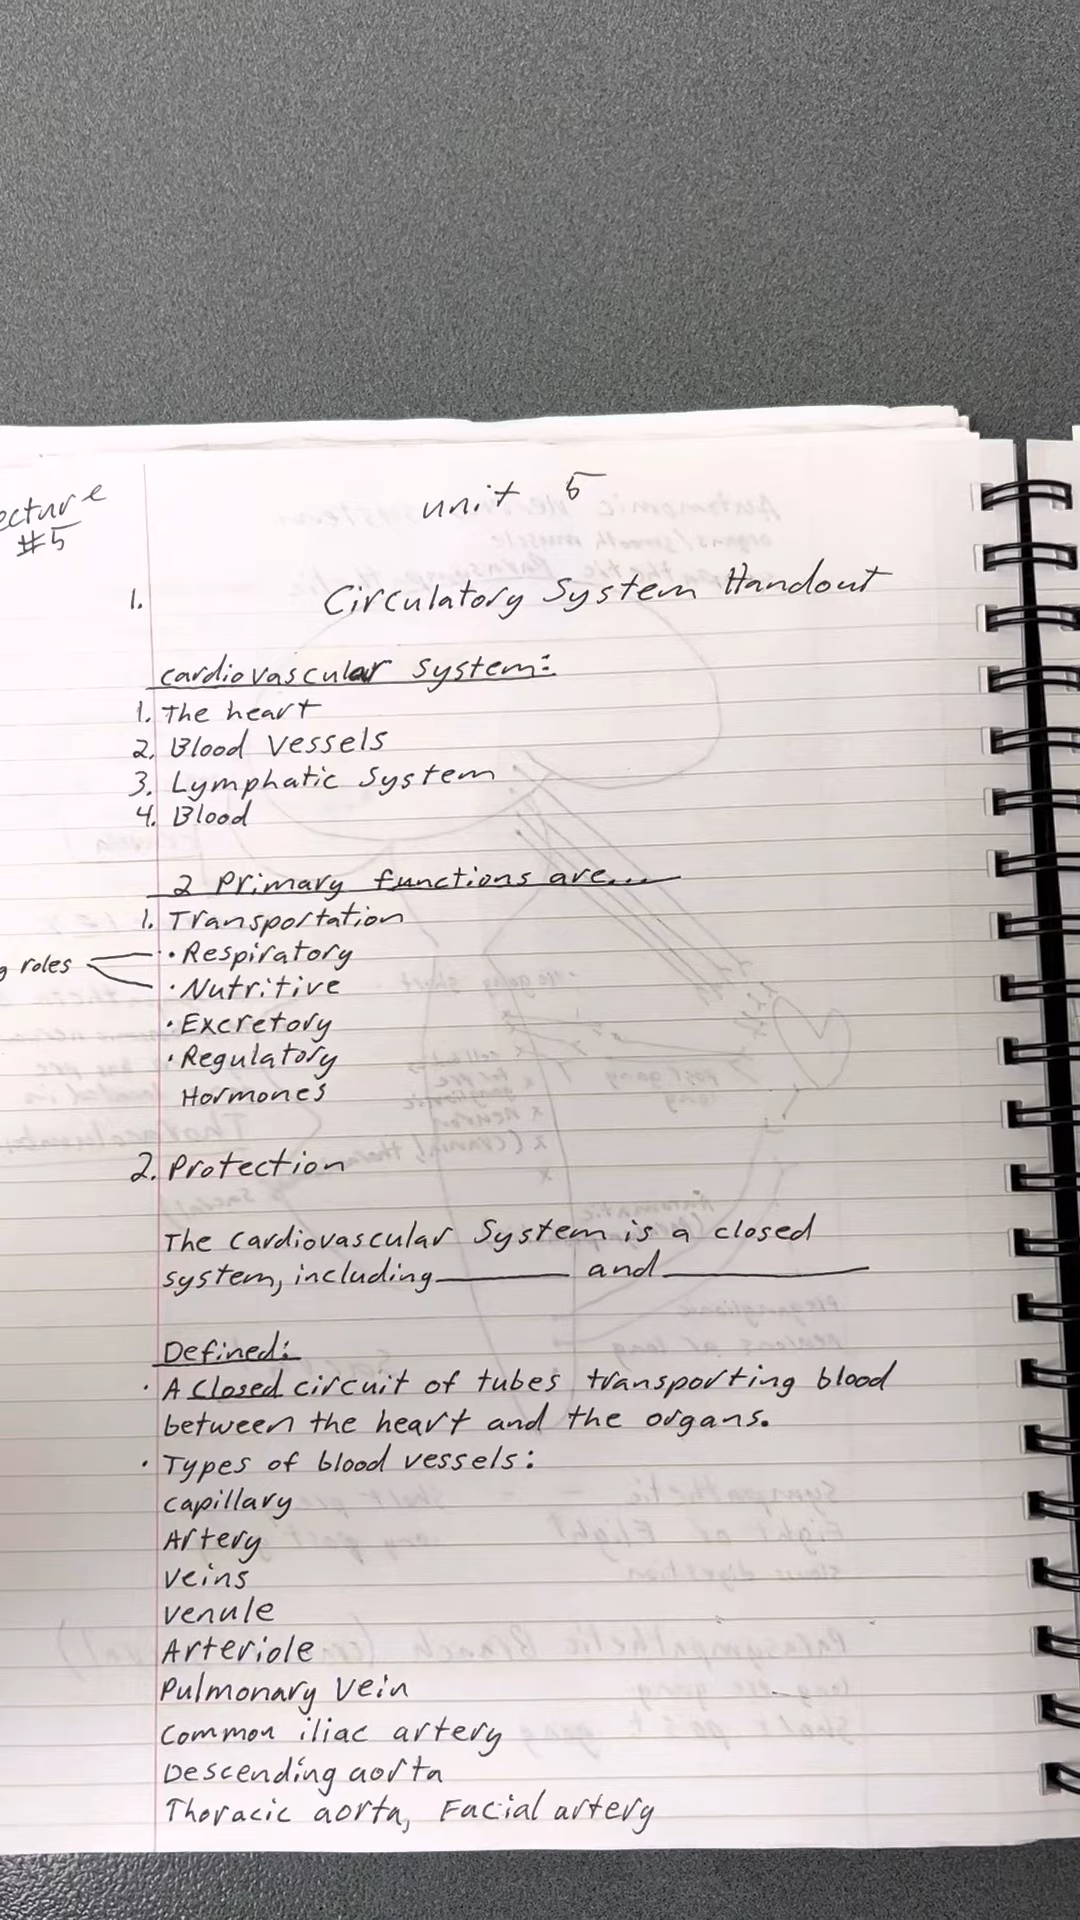 unit 5
#5
1. Circulatory System Handout
cardiovascular System:
1. The heart
2. Blood Vessels
3. Lymphatic System
4. Blood
2 Primary functions are...
1. Transportation
• Respiratory
roles
• Nutritive
• Excretory
• Regulatory
Hormones
2. Protection
The cardiovascular System is a closed
system, including________ and____________
Defined:
• A closed circuit of tubes transporting blood
between the heart and the organs.
• Types of blood vessels:
capillary
Artery
veins
venule
Arteriole
Pulmonary Vein
Common iliac artery
Descending aorta
Thoracic aorta, Facial artery